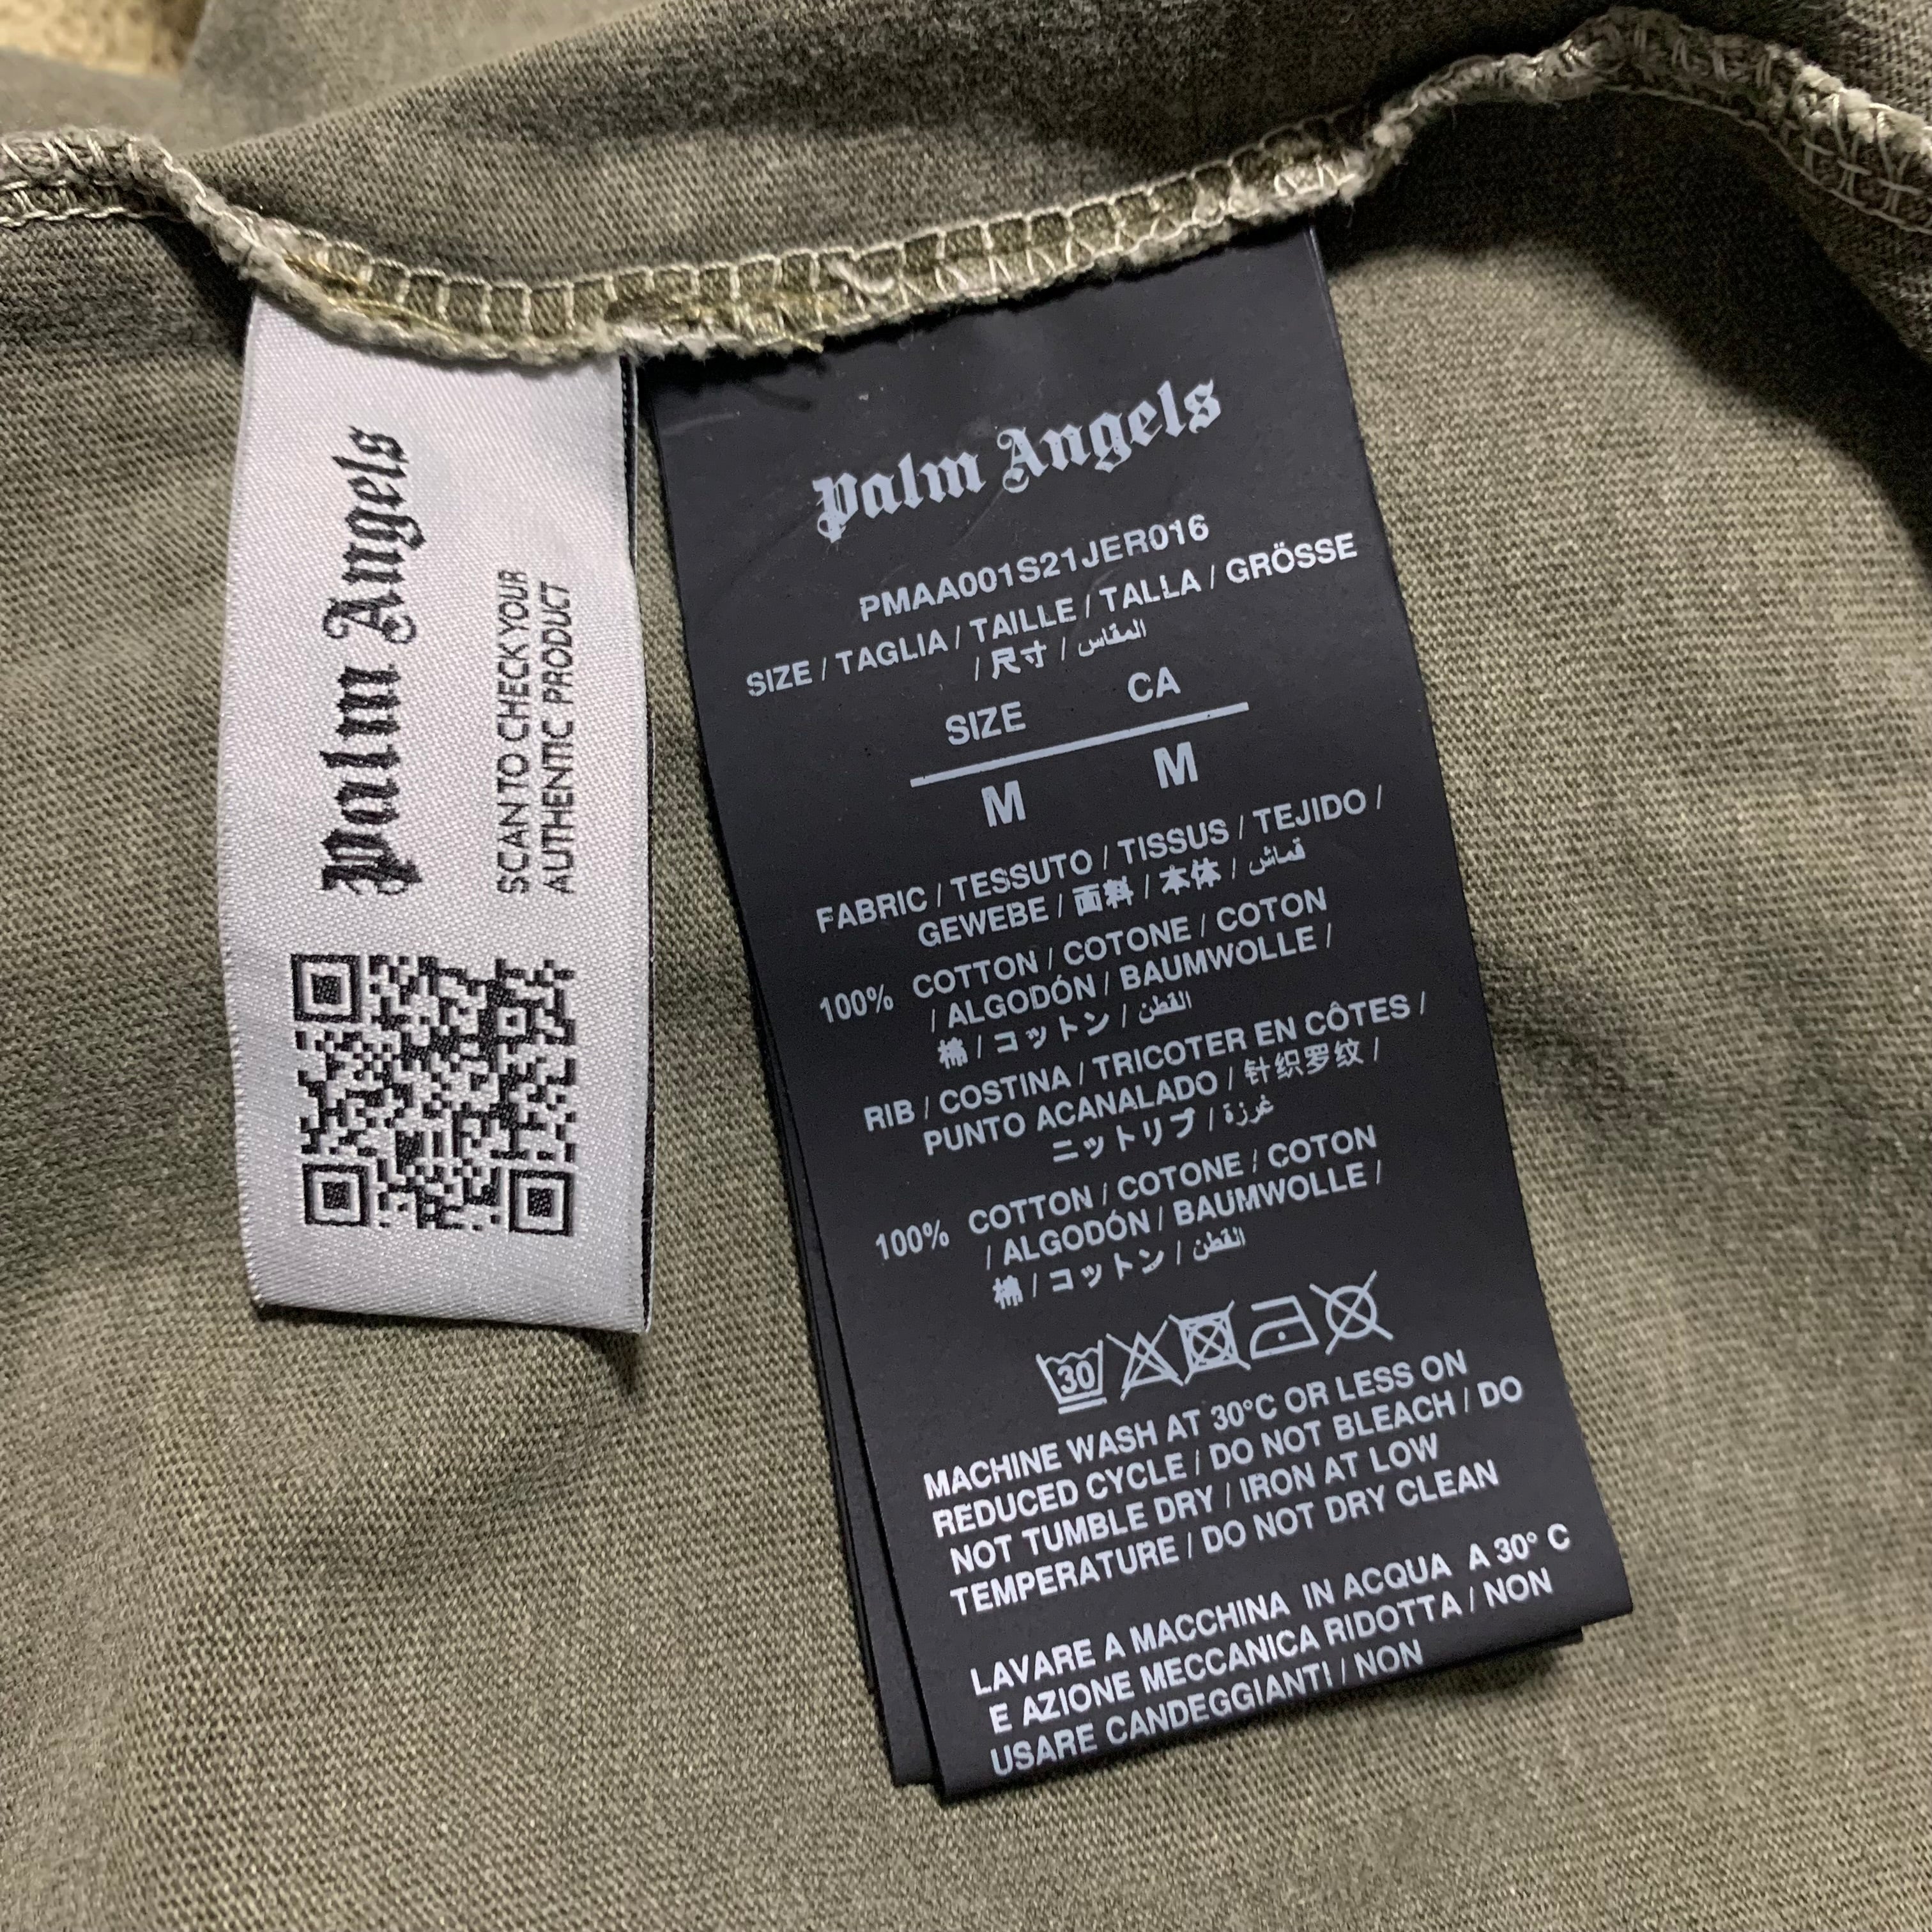 Palm Angels
SCAN TO CHECK YOUR
AUTHENTIC PRODUCT
Palm Angels
PMAA001S21JER016
SIZE / TAGLIA / TAILLE / TALLA / GRÖSSE
/ 尺寸 / المقاس
SIZE CA
M M
FABRIC / TESSUTO / TISSUS / TEJIDO /
GEWEBE / 面料 / 本体 / قماش
100% COTTON / COTONE / COTON
/ ALGODÓN / BAUMWOLLE /
棉 / コットン / القطن
RIB / COSTINA / TRICOTER EN CÔTES /
PUNTO ACANALADO / 针织罗纹 /
ニットリブ / غرزة
100% COTTON / COTONE / COTON
/ ALGODÓN / BAUMWOLLE /
棉 / コットン / القطن
30
MACHINE WASH AT 30°C OR LESS ON
REDUCED CYCLE / DO NOT BLEACH / DO
NOT TUMBLE DRY / IRON AT LOW
TEMPERATURE / DO NOT DRY CLEAN
LAVARE A MACCHINA IN ACQUA A 30° C
E AZIONE MECCANICA RIDOTTA / NON
USARE CANDEGGIANTI / NON